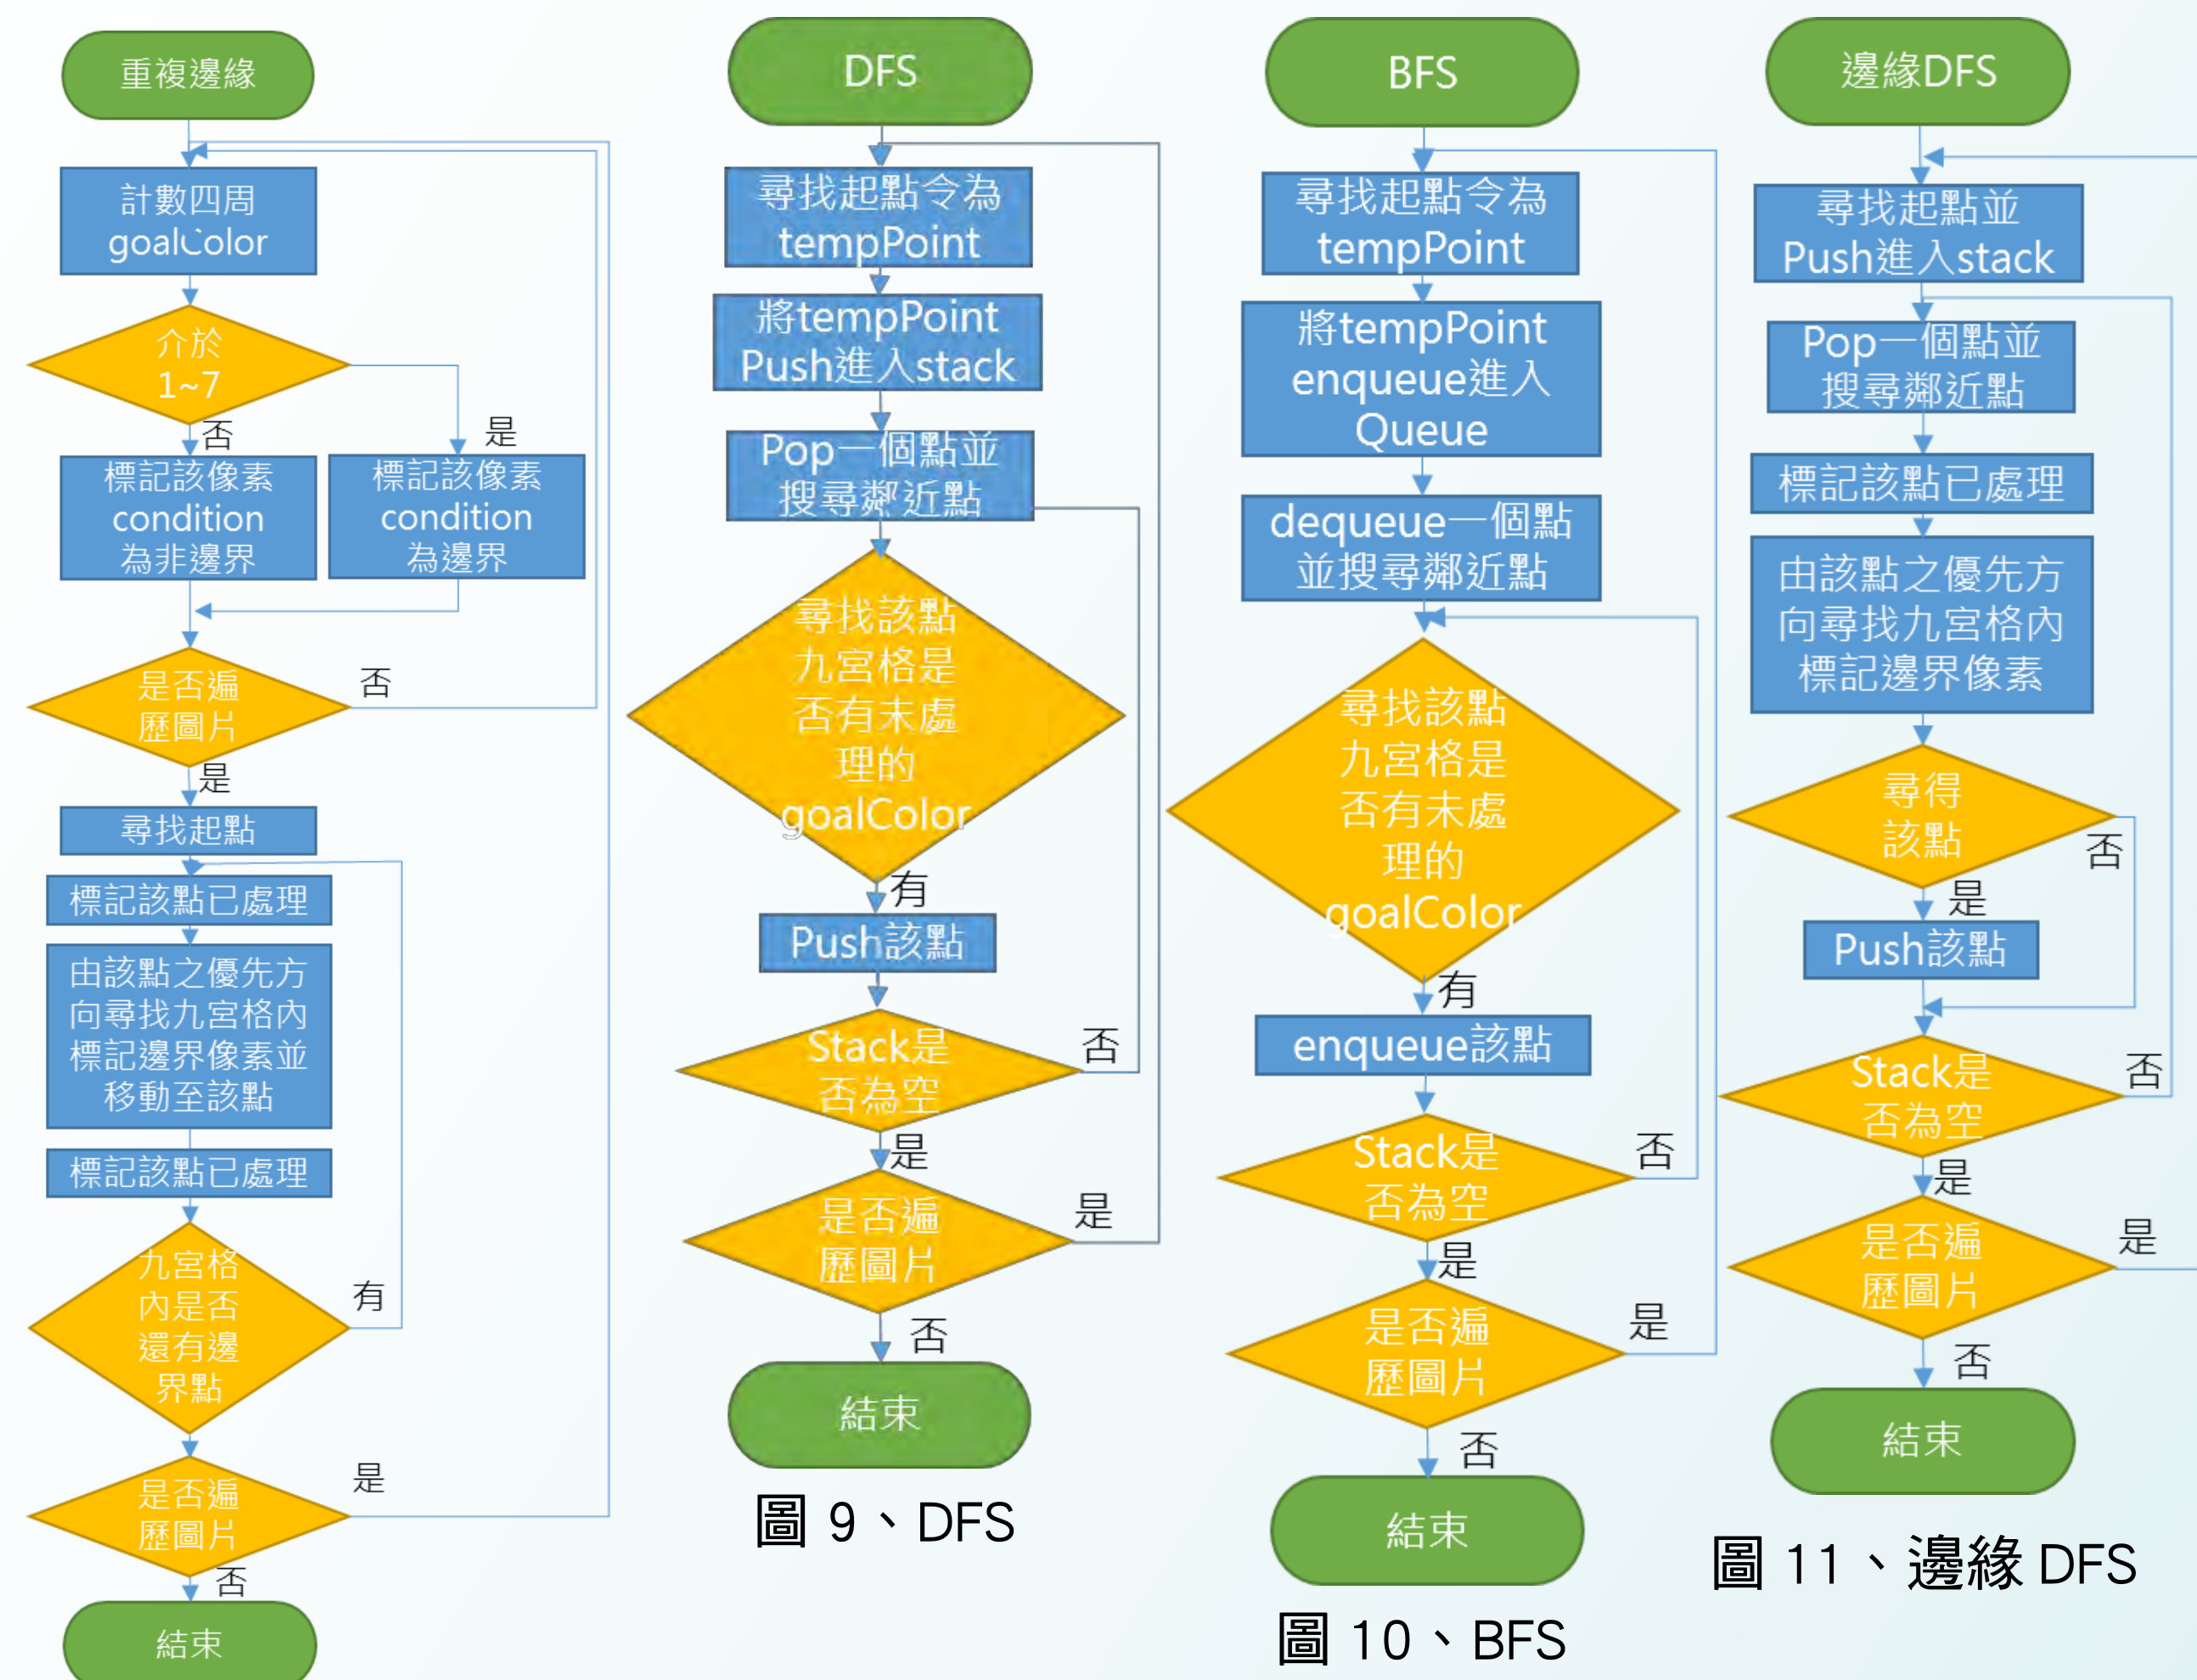 重複邊緣
計數四周
goalColor
介於
1~7
否
是
標記該像素
condition
為非邊界
標記該像素
condition
為邊界
是否遍
歷圖片
否
是
尋找起點
標記該點已處理
由該點之優先方
向尋找九宮格內
標記邊界像素並
移動至該點
標記該點已處理
九宮格
內是否
還有邊
界點
有
是否遍
歷圖片
是
否
結束
DFS
尋找起點令為
tempPoint
將tempPoint
Push進入stack
Pop一個點並
搜尋鄰近點
尋找該點
九宮格是
否有未處
理的
goalColor
有
Push該點
Stack是
否為空
否
是
是否遍
歷圖片
是
否
結束
圖 9、DFS
BFS
尋找起點令為
tempPoint
將tempPoint
enqueue進入
Queue
dequeue一個點
並搜尋鄰近點
尋找該點
九宮格是
否有未處
理的
goalColor
有
enqueue該點
Stack是
否為空
否
是
是否遍
歷圖片
是
否
結束
圖 10、BFS
邊緣DFS
尋找起點並
Push進入stack
Pop一個點並
搜尋鄰近點
標記該點已處理
由該點之優先方
向尋找九宮格內
標記邊界像素
尋得
該點
否
是
Push該點
Stack是
否為空
否
是
是否遍
歷圖片
是
否
結束
圖 11、邊緣 DFS